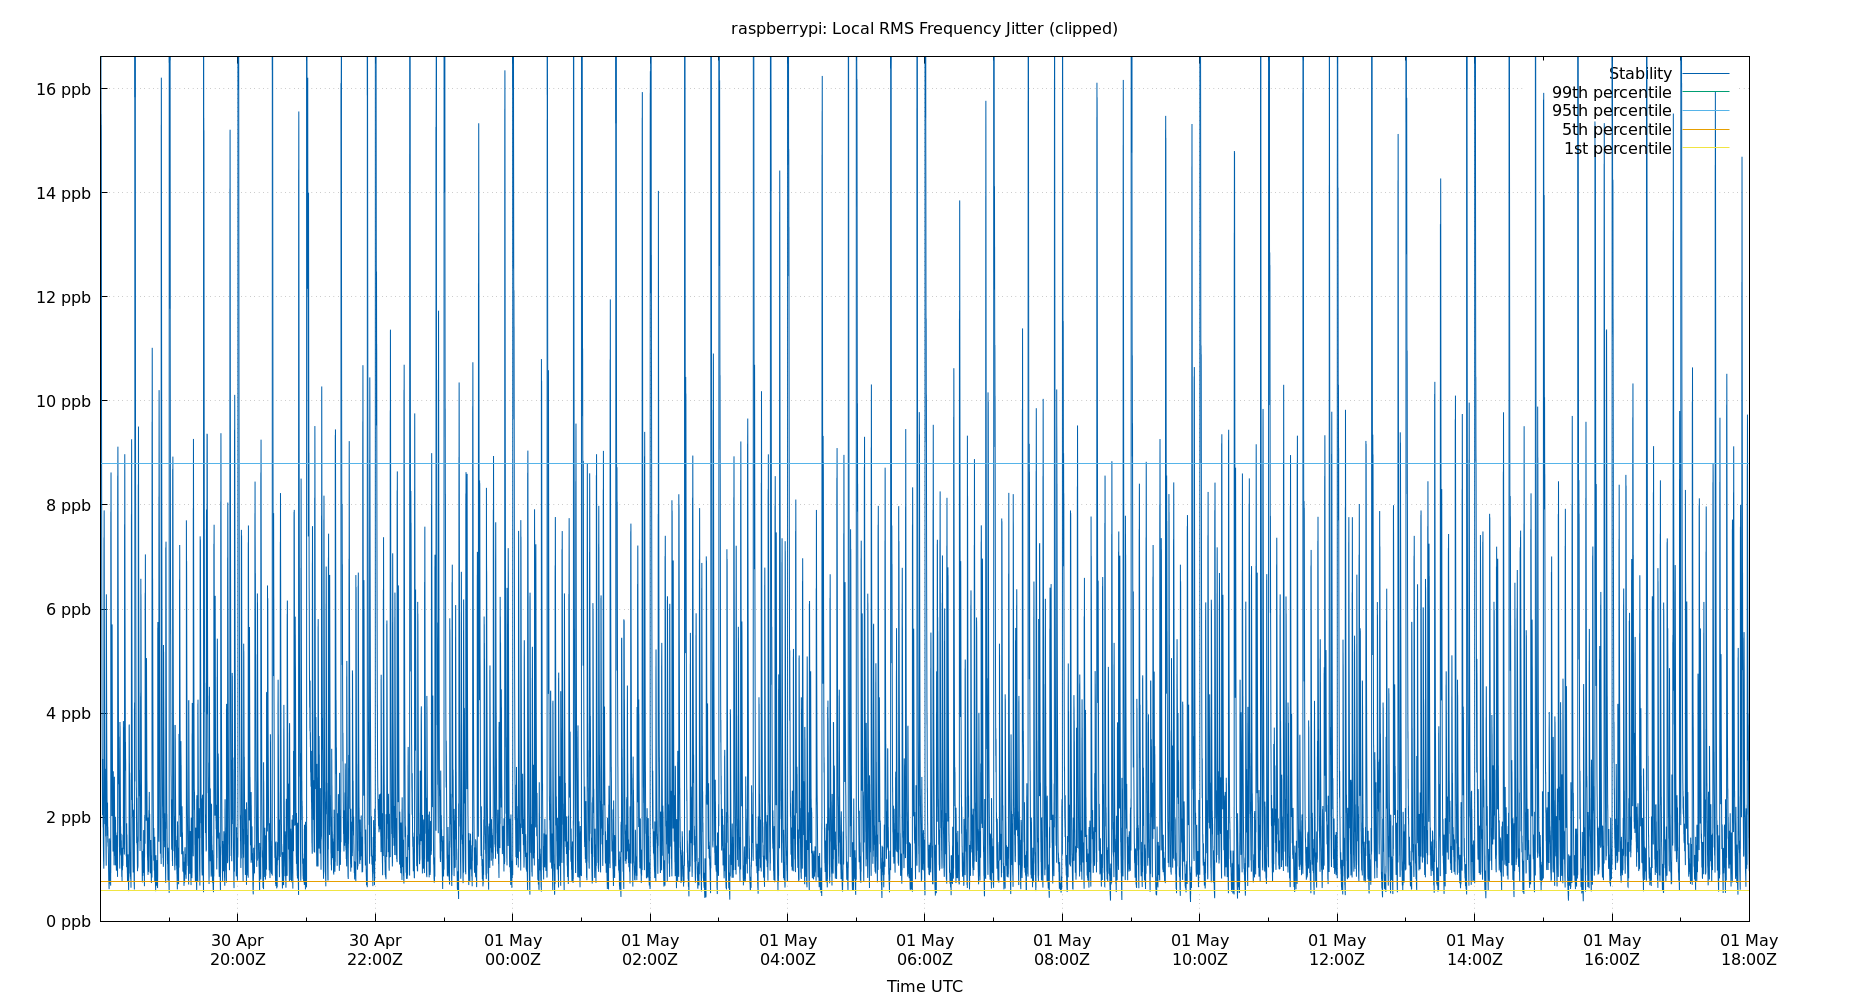 raspberrypi: Local RMS Frequency Jitter (clipped)
Stability
99th percentile
95th percentile
5th percentile
1st percentile
16 ppb
14 ppb
12 ppb
10 ppb
8 ppb
6 ppb
4 ppb
2 ppb
0 ppb
30 Apr 30 Apr 01 May 01 May 01 May 01 May 01 May 01 May 01 May 01 May 01 May 01 May
20:00Z 22:00Z 00:00Z 02:00Z 04:00Z 06:00Z 08:00Z 10:00Z 12:00Z 14:00Z 16:00Z 18:00Z
Time UTC